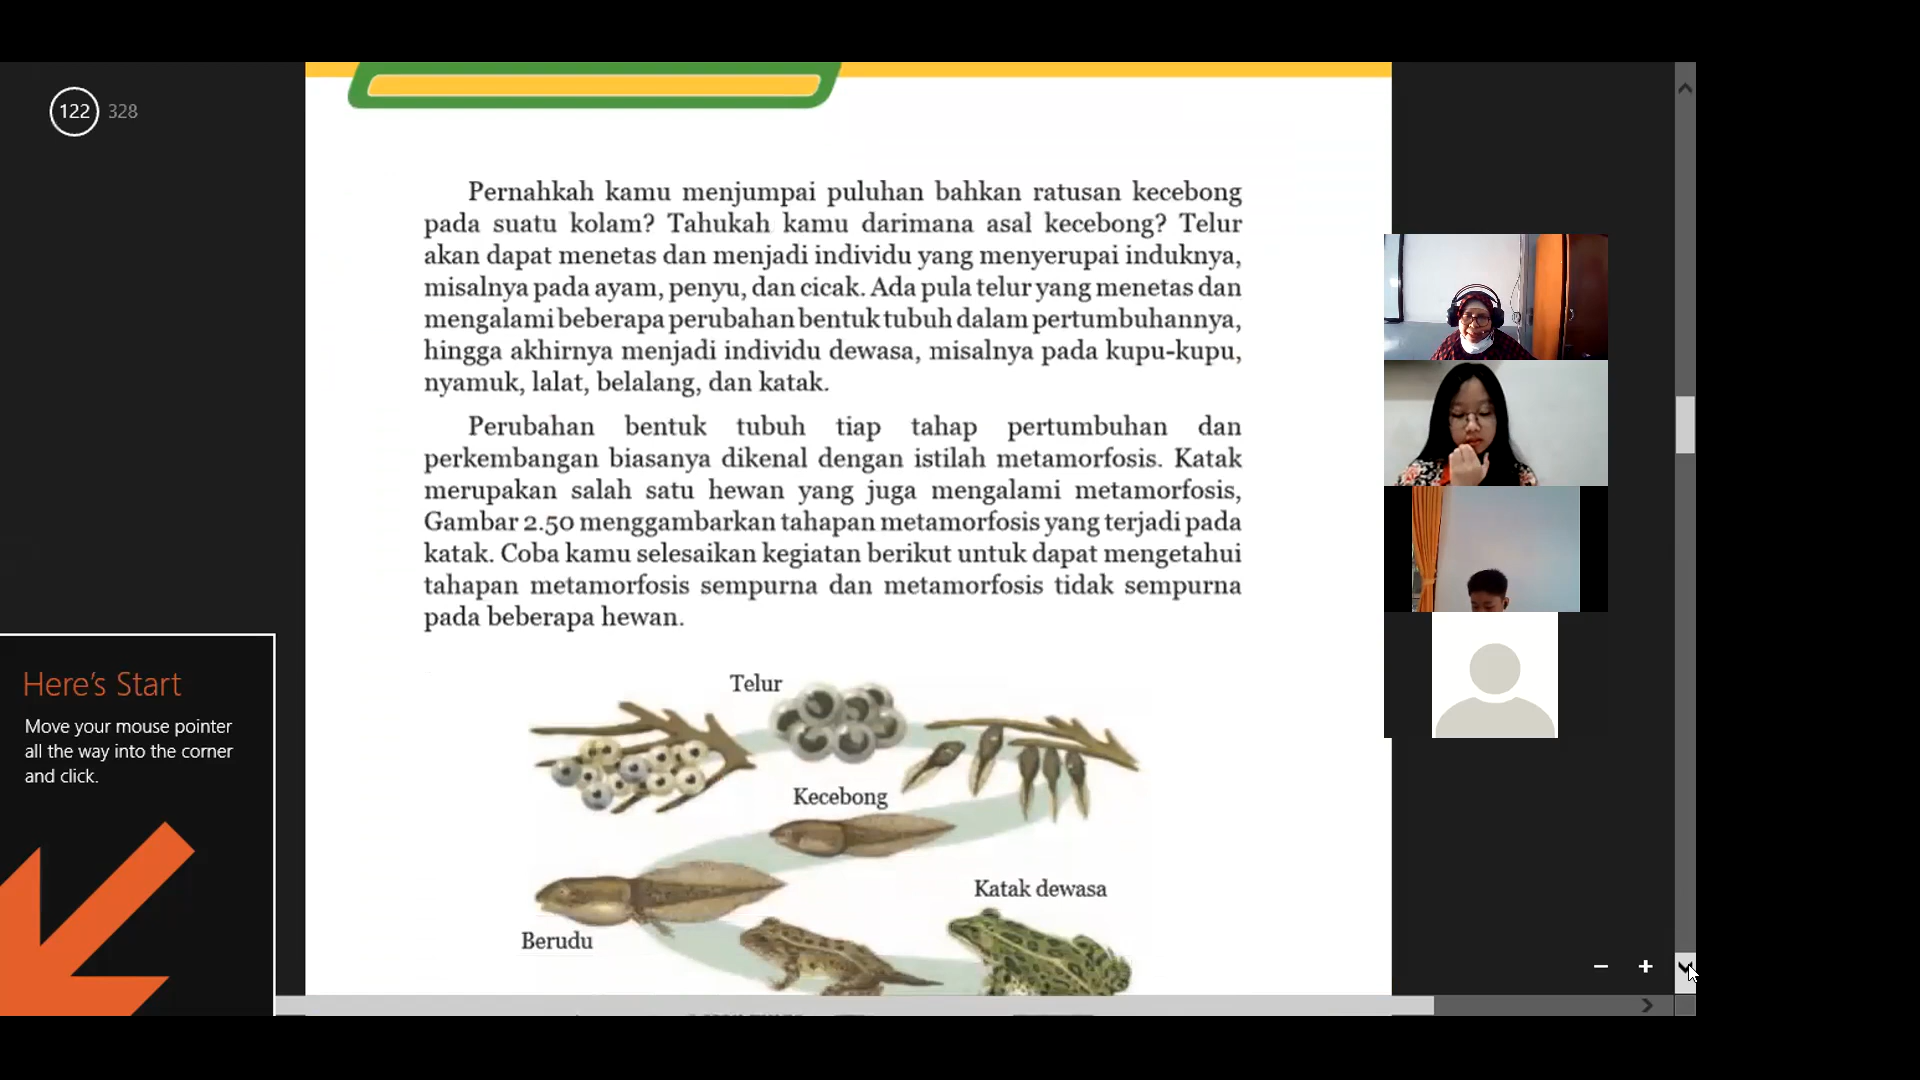 122 328
Pernahkah kamu menjumpai puluhan bahkan ratusan kecebong
pada suatu kolam? Tahukah kamu darimana asal kecebong? Telur
akan dapat menetas dan menjadi individu yang menyerupai induknya,
misalnya pada ayam, penyu, dan cicak. Ada pula telur yang menetas dan
mengalami beberapa perubahan bentuk tubuh dalam pertumbuhannya,
hingga akhirnya menjadi individu dewasa, misalnya pada kupu-kupu,
nyamuk, lalat, belalang, dan katak.
Perubahan bentuk tubuh tiap tahap pertumbuhan dan
perkembangan biasanya dikenal dengan istilah metamorfosis. Katak
merupakan salah satu hewan yang juga mengalami metamorfosis,
Gambar 2.50 menggambarkan tahapan metamorfosis yang terjadi pada
katak. Coba kamu selesaikan kegiatan berikut untuk dapat mengetahui
tahapan metamorfosis sempurna dan metamorfosis tidak sempurna
pada beberapa hewan.
Telur
Kecebong
Katak dewasa
Berudu
Here's Start
Move your mouse pointer
all the way into the corner
and click.